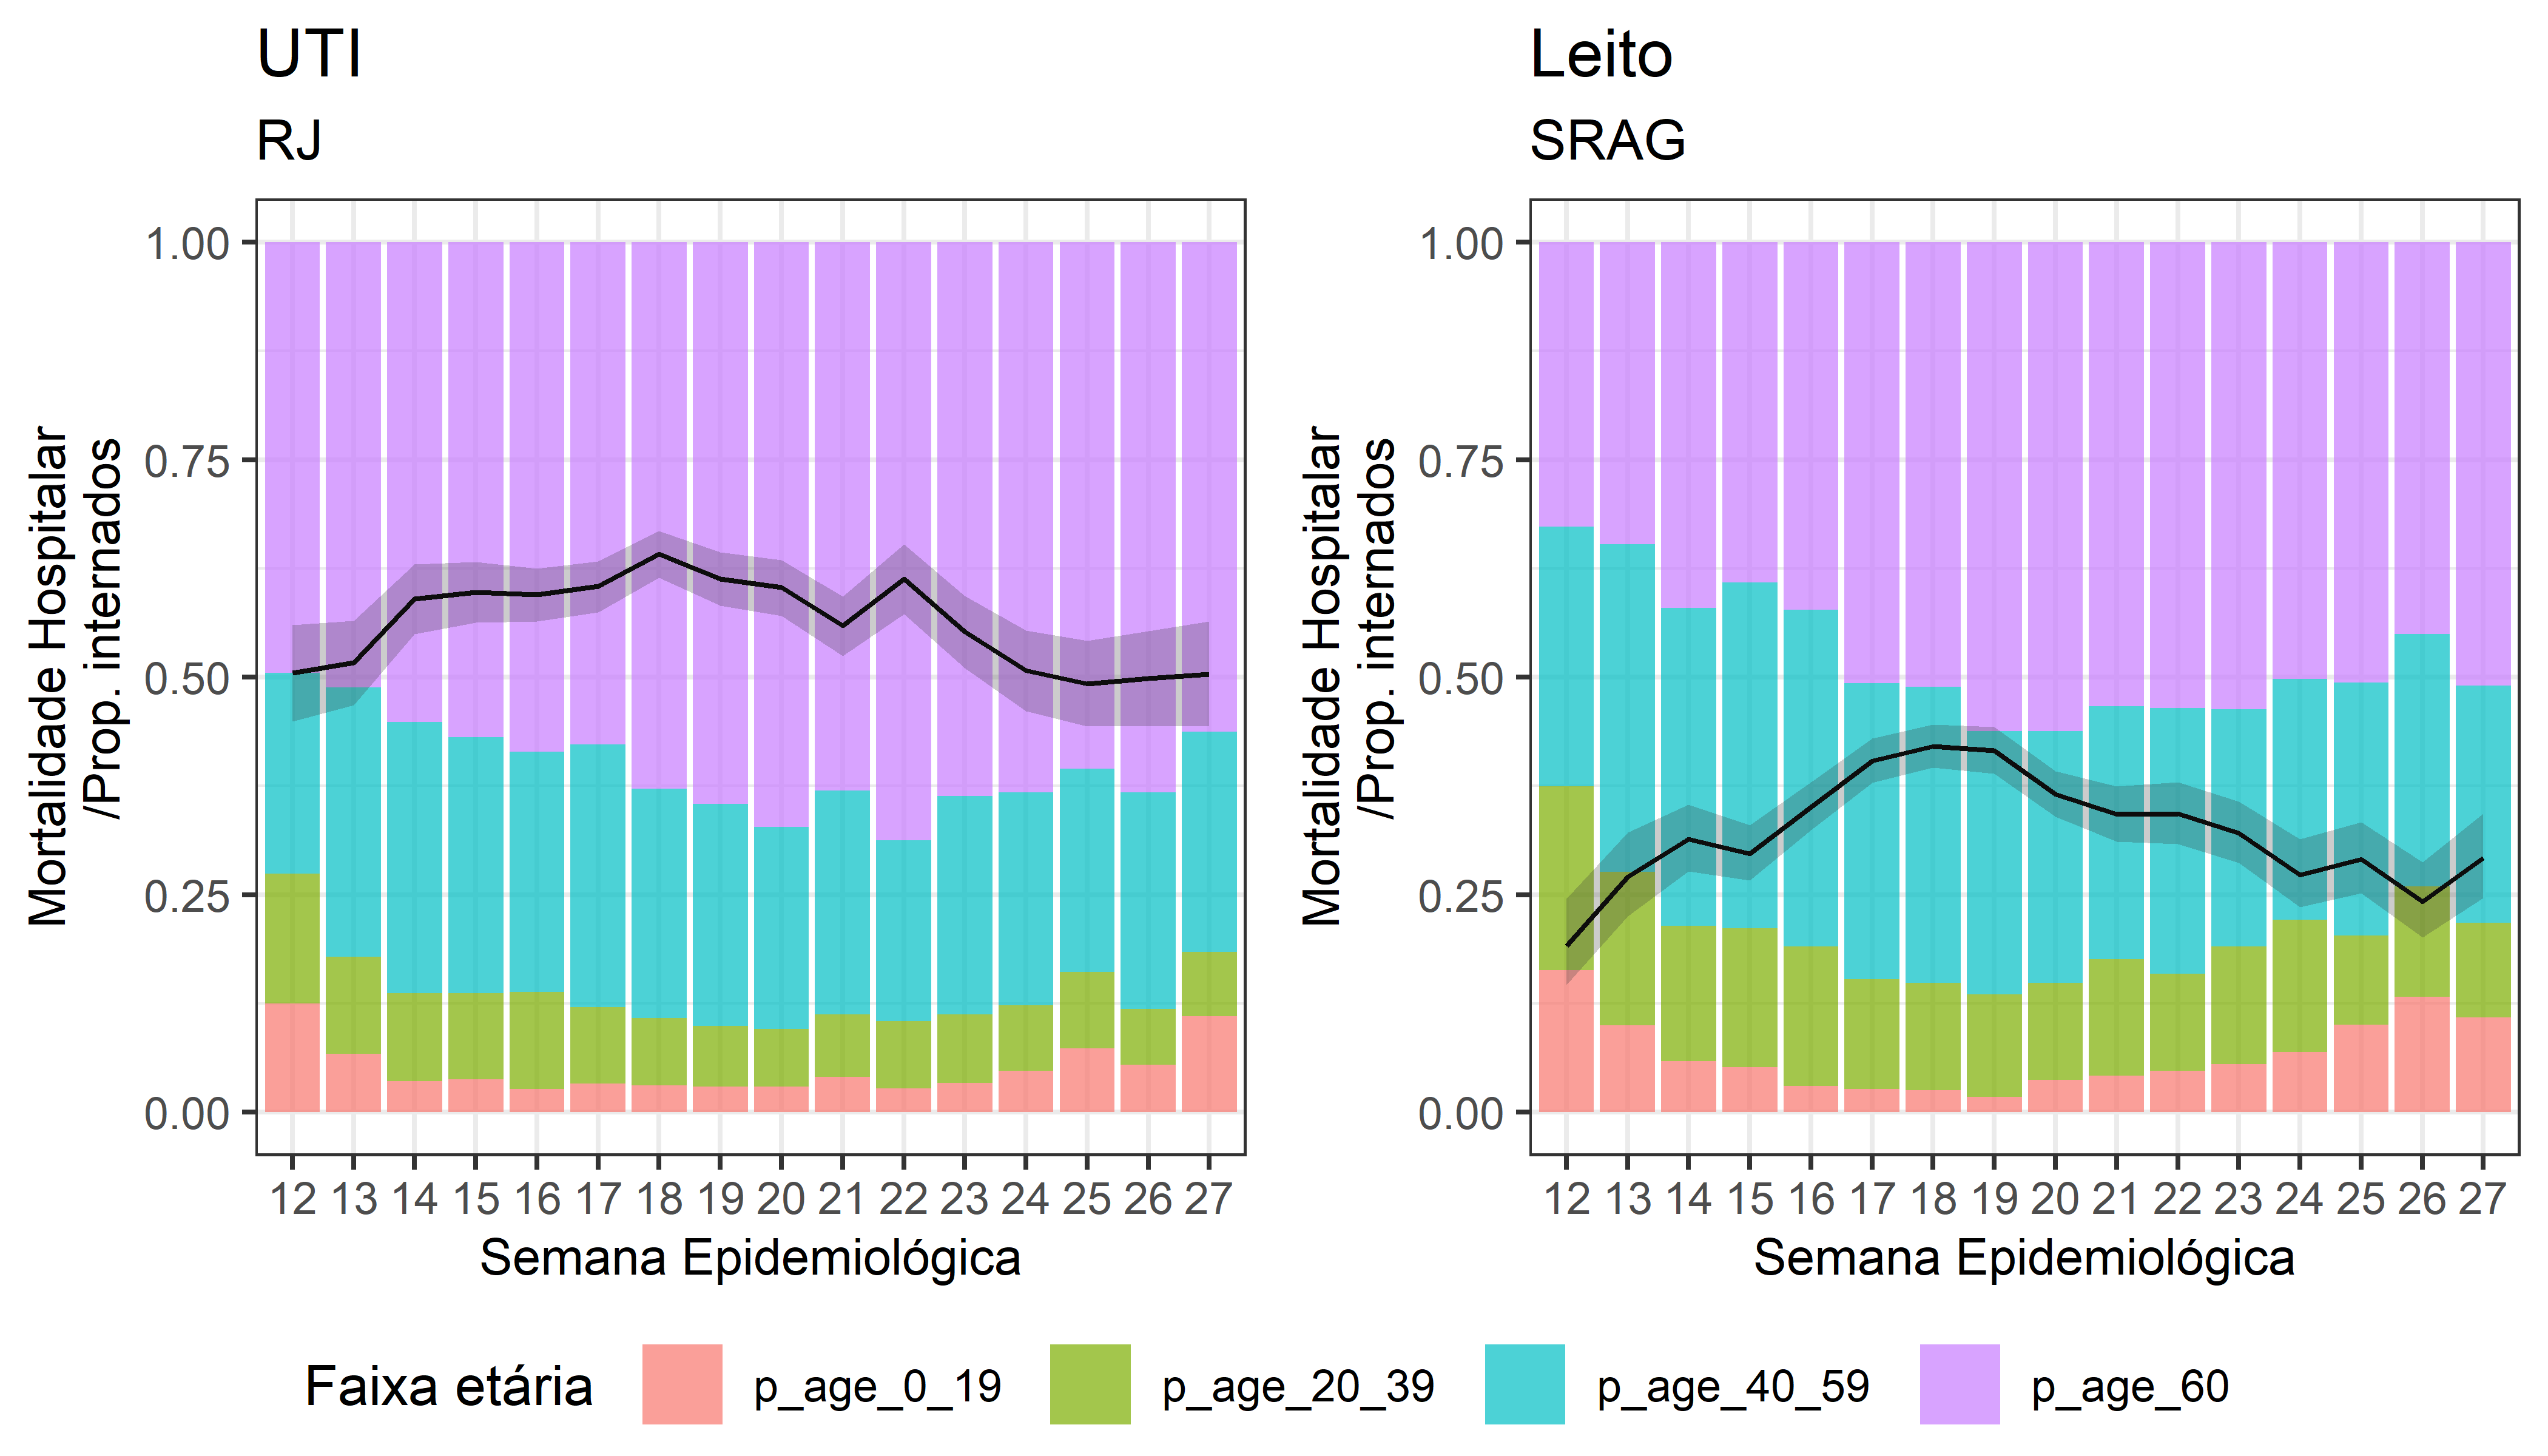 UTI
RJ
Mortalidade Hospitalar
/Prop. internados
1.00
0.75
0.50
0.25
0.00
12 13 14 15 16 17 18 19 20 21 22 23 24 25 26 27
Semana Epidemiológica
Leito
SRAG
Mortalidade Hospitalar
/Prop. internados
1.00
0.75
0.50
0.25
0.00
12 13 14 15 16 17 18 19 20 21 22 23 24 25 26 27
Semana Epidemiológica
Faixa etária p_age_0_19 p_age_20_39 p_age_40_59 p_age_60